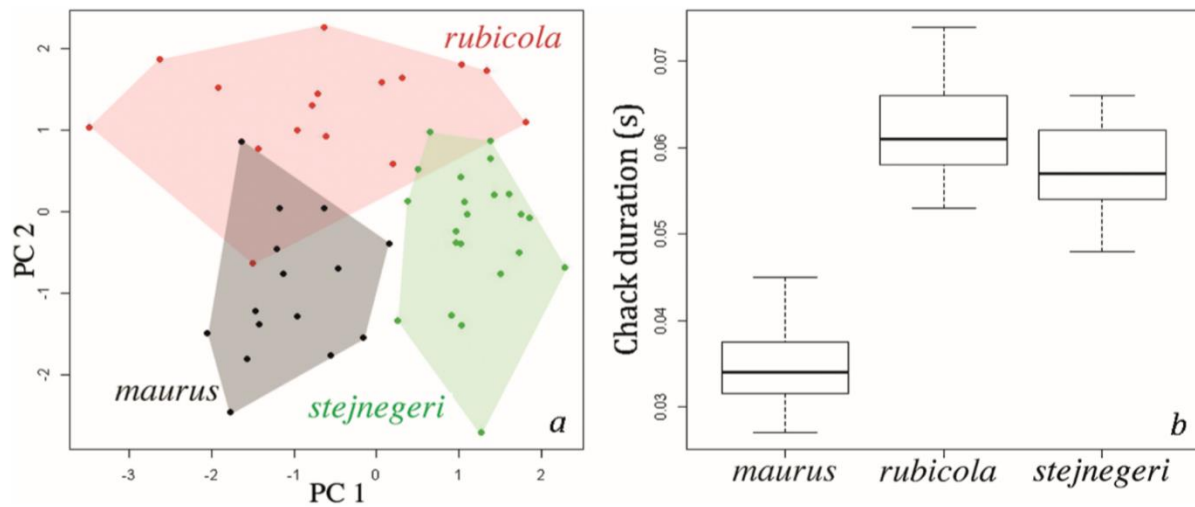 rubicola
maurus
stejnegeri
a
PC 2
2
1
0
-1
-2
-3 -2 -1 0 1 2
PC 1
Chack duration (s)
0.07
0.06
0.05
0.04
0.03
b
maurus rubicola stejnegeri